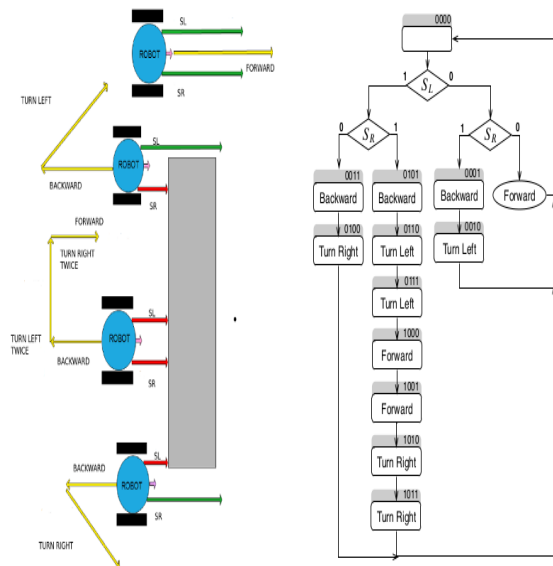 SL
ROBOT
FORWARD
SR
TURN LEFT
SL
ROBOT
BACKWARD
SR
FORWARD
TURN RIGHT
TWICE
SL
ROBOT
TURN LEFT
TWICE
BACKWARD
SR
SL
BACKWARD
ROBOT
SR
TURN RIGHT
0000
1 S_L 0
0 S_R 1
1 S_R 0
0011
Backward
0101
Backward
0001
Backward
Forward
0100
Turn Right
0110
Turn Left
0010
Turn Left
0111
Turn Left
1000
Forward
1001
Forward
1010
Turn Right
1011
Turn Right